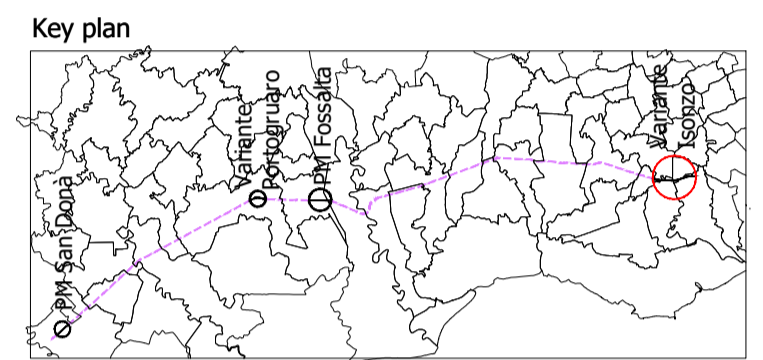 Key plan
PM San Donà
Variante
Portogruaro
PM Fossalta
Variante
Isonzo